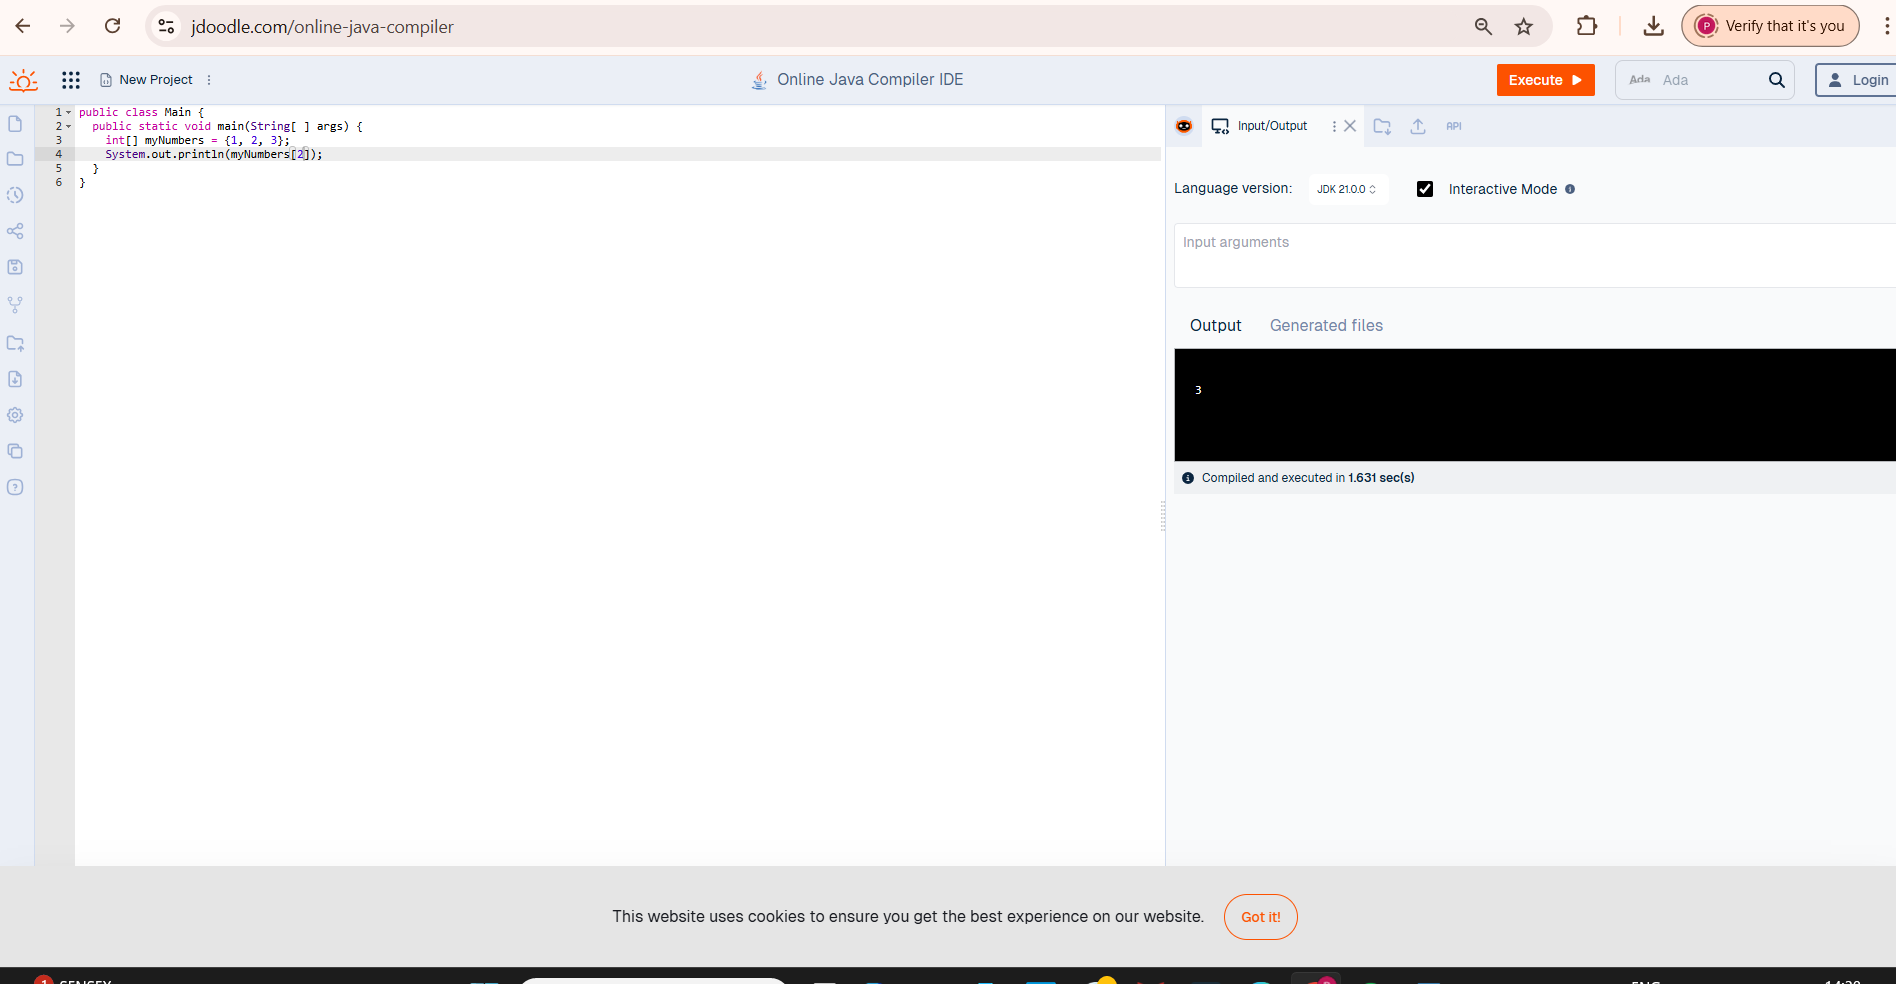 jdoodle.com/online-java-compiler
Verify that it's you
New Project
Online Java Compiler IDE
Execute
Ada Ada
Login
1 public class Main {
2 public static void main(String[ ] args) {
3 int[] myNumbers = {1, 2, 3};
4 System.out.println(myNumbers[2]);
5 }
6 }
Input/Output
API
Language version:
JDK 21.0.0
Interactive Mode
Input arguments
Output
Generated files
3
Compiled and executed in 1.631 sec(s)
This website uses cookies to ensure you get the best experience on our website.
Got it!